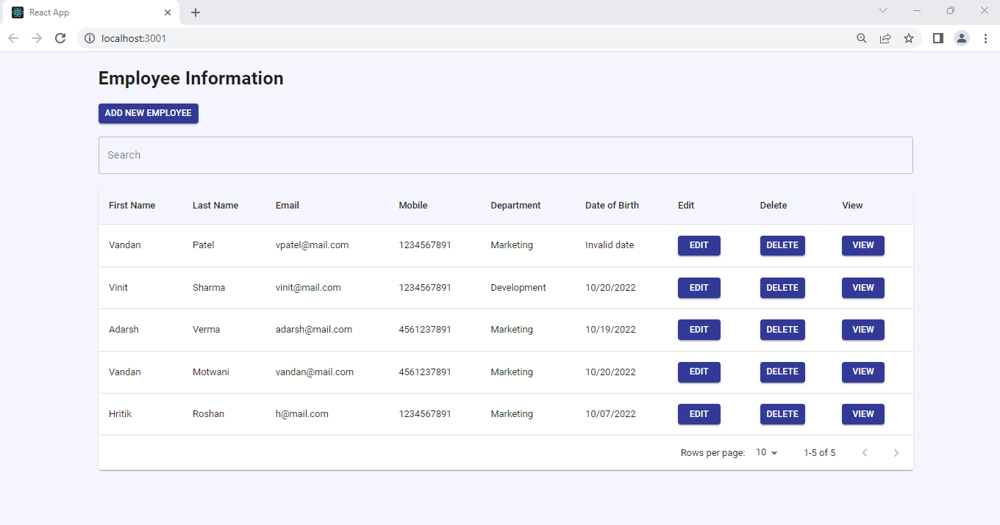 React App
localhost:3001
Employee Information
ADD NEW EMPLOYEE
Search
First Name Last Name Email Mobile Department Date of Birth Edit Delete View
Vandan Patel vpatel@mail.com 1234567891 Marketing Invalid date EDIT DELETE VIEW
Vinit Sharma vinit@mail.com 1234567891 Development 10/20/2022 EDIT DELETE VIEW
Adarsh Verma adarsh@mail.com 4561237891 Marketing 10/19/2022 EDIT DELETE VIEW
Vandan Motwani vandan@mail.com 4561237891 Marketing 10/20/2022 EDIT DELETE VIEW
Hritik Roshan h@mail.com 1234567891 Marketing 10/07/2022 EDIT DELETE VIEW
Rows per page: 10 1-5 of 5